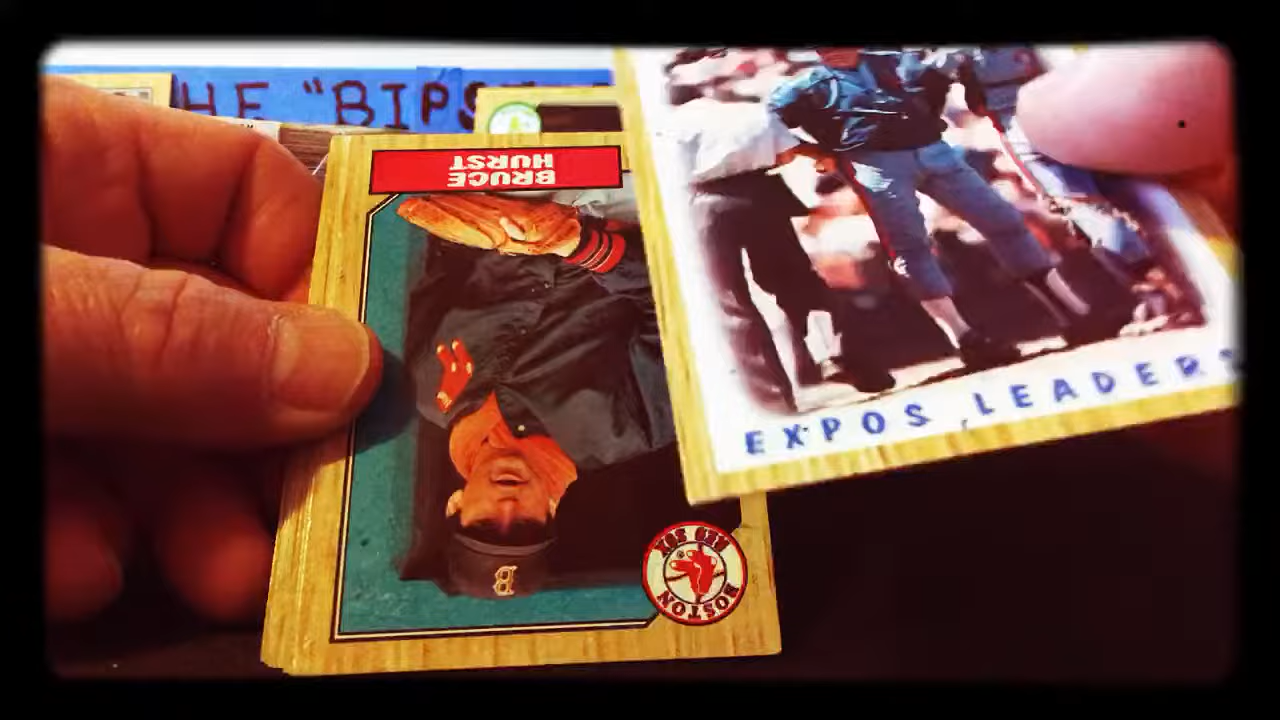 HE "BIPS
BRUCE
HURST
B
BOSTON
RED SOX
EXPOS LEADERS